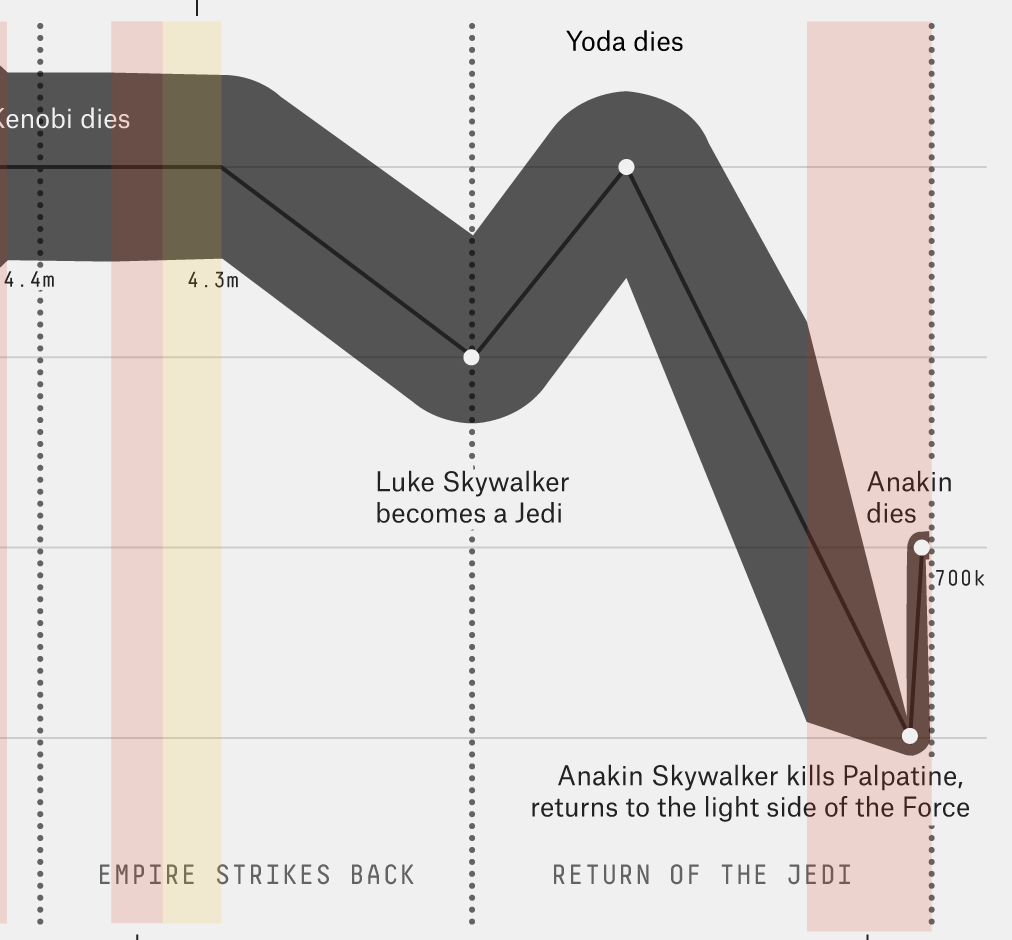 Yoda dies
Kenobi dies
4.4m
4.3m
Luke Skywalker
becomes a Jedi
Anakin
dies
700k
Anakin Skywalker kills Palpatine,
returns to the light side of the Force
EMPIRE STRIKES BACK
RETURN OF THE JEDI